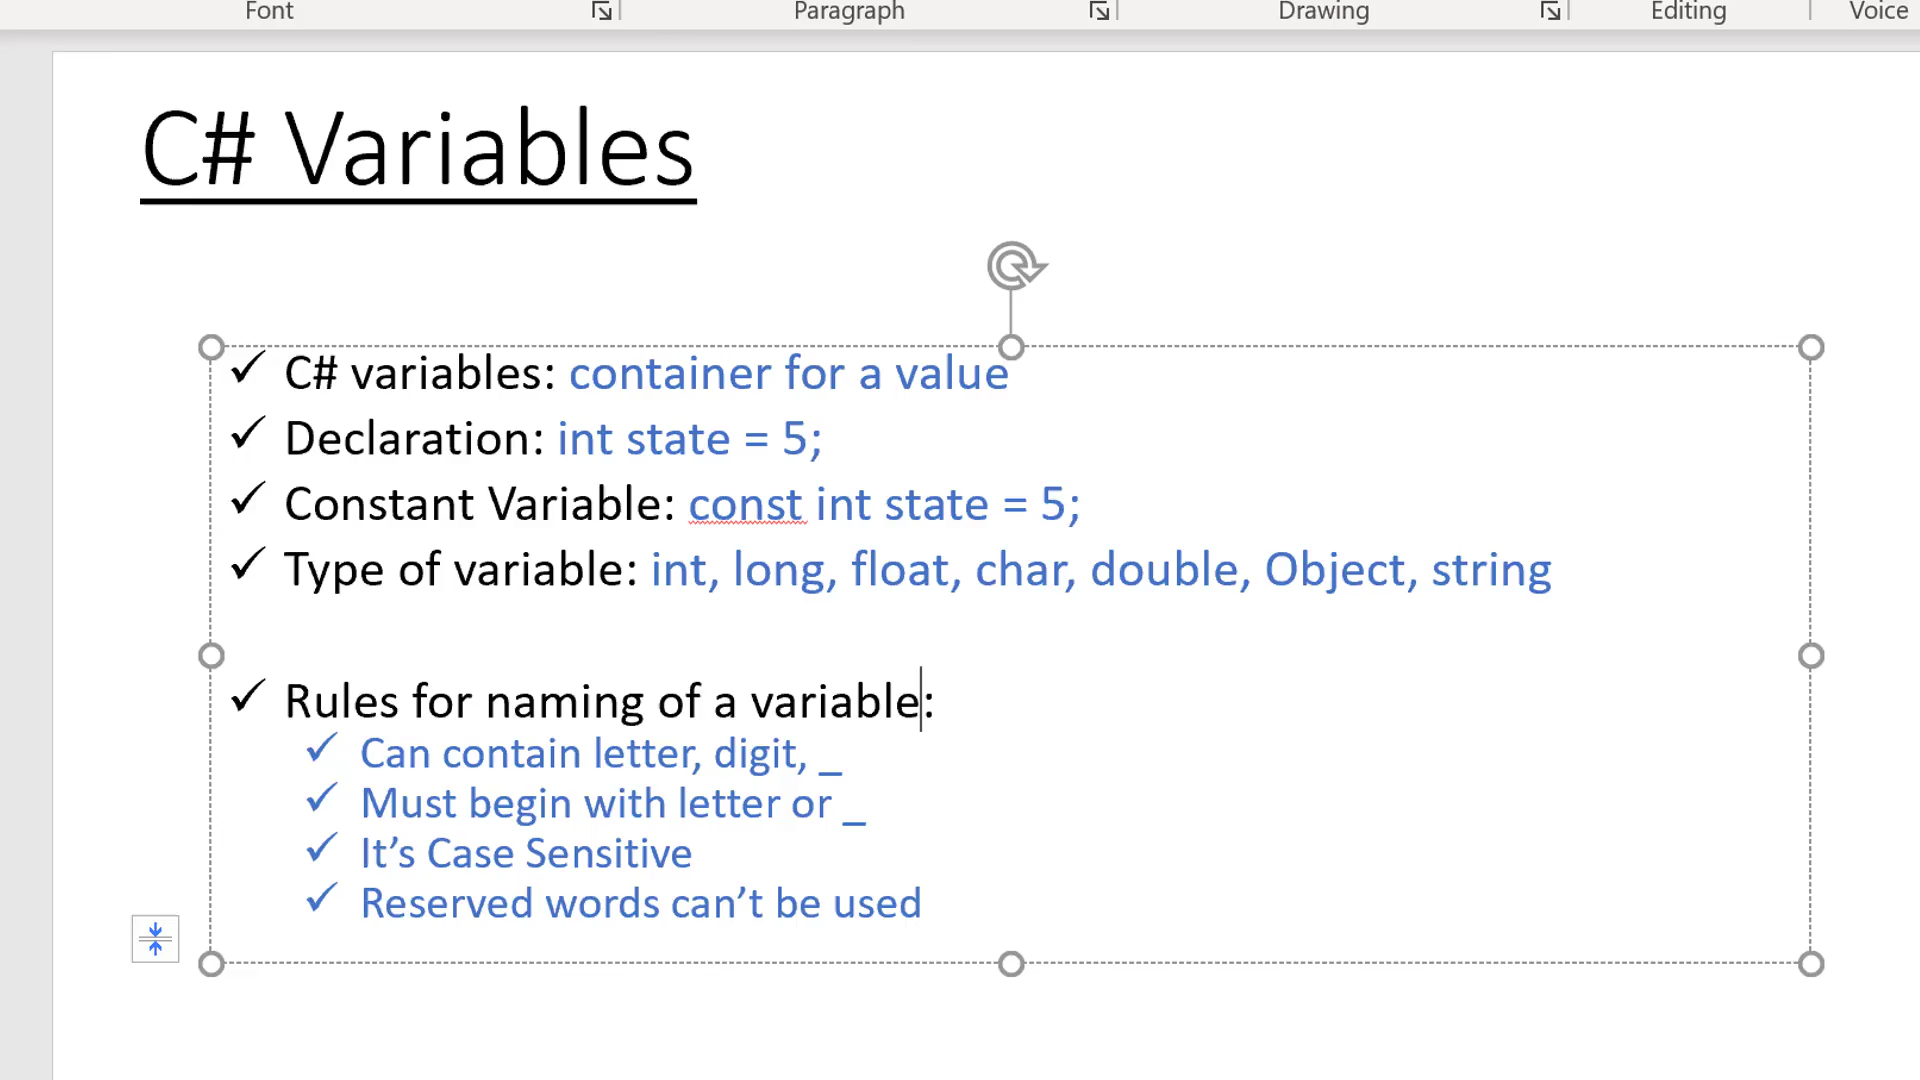 Font Paragraph Drawing Editing Voice
C# Variables
✓ C# variables: container for a value
✓ Declaration: int state = 5;
✓ Constant Variable: const int state = 5;
✓ Type of variable: int, long, float, char, double, Object, string
✓ Rules for naming of a variable:
✓ Can contain letter, digit, _
✓ Must begin with letter or _
✓ It’s Case Sensitive
✓ Reserved words can’t be used